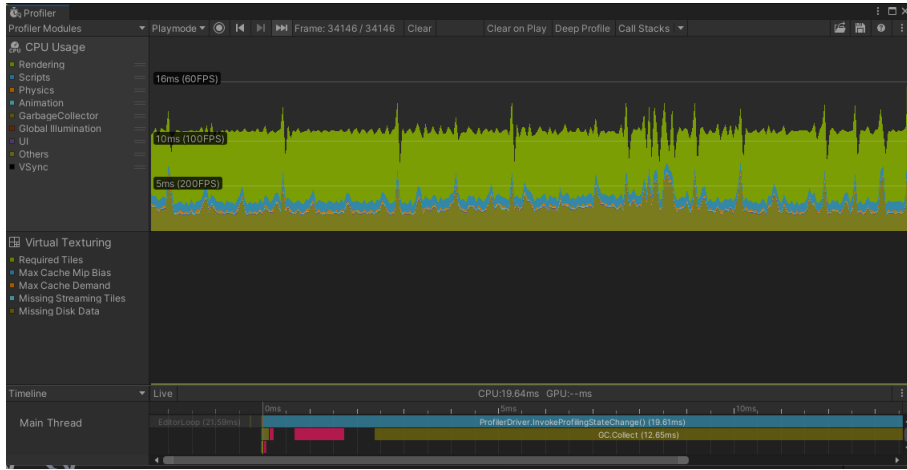 Profiler
Profiler Modules Playmode Frame: 34146 / 34146 Clear Clear on Play Deep Profile Call Stacks
CPU Usage
Rendering
Scripts
Physics
Animation
GarbageCollector
Global Illumination
UI
Others
VSync
16ms (60FPS)
10ms (100FPS)
5ms (200FPS)
Virtual Texturing
Required Tiles
Max Cache Mip Bias
Max Cache Demand
Missing Streaming Tiles
Missing Disk Data
Timeline Live CPU:19.64ms GPU:--ms
0ms 5ms 10ms
Main Thread
EditorLoop (21.59ms) ProfilerDriver.InvokeProfilingStateChange() (19.61ms)
GC.Collect (12.65ms)